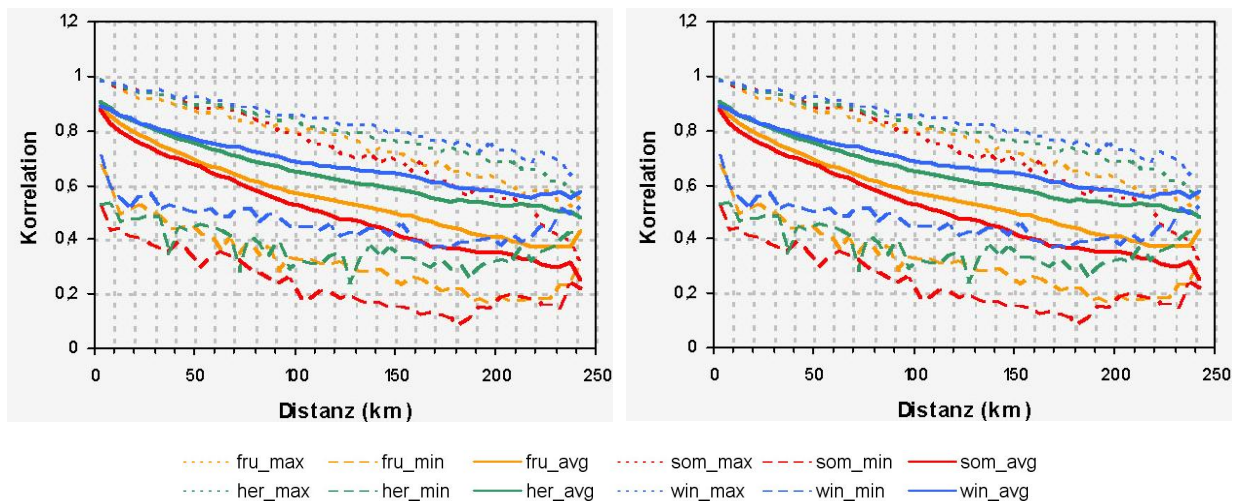 1,2
1
0.8
0.6
0.4
0.2
0
Korrelation
0 50 100 150 200 250
Distanz (km)
1,2
1
0.8
0.6
0.4
0.2
0
Korrelation
0 50 100 150 200 250
Distanz (km)
fru_max fru_min fru_avg som_max som_min som_avg
her_max her_min her_avg win_max win_min win_avg